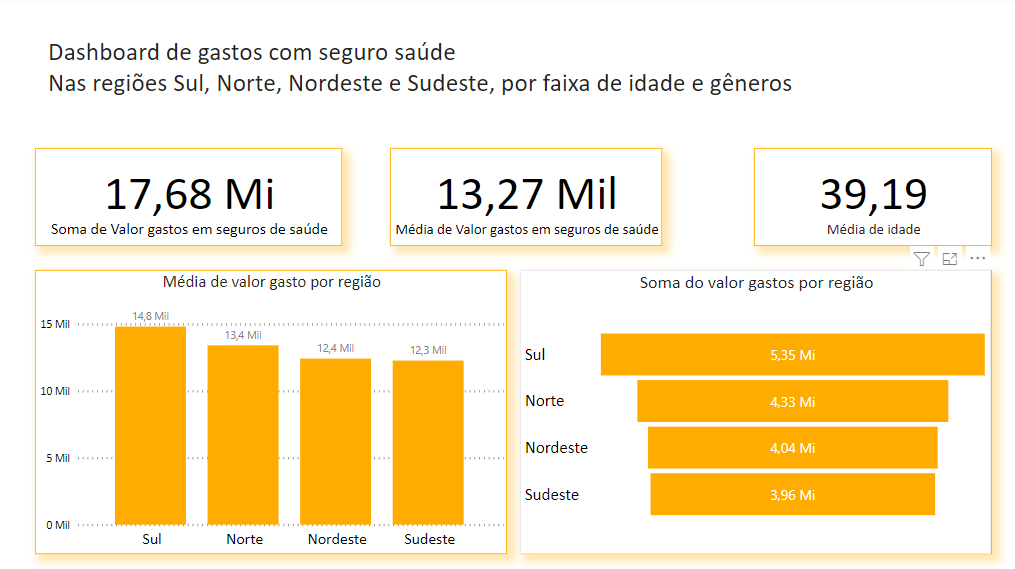 Dashboard de gastos com seguro saúde
Nas regiões Sul, Norte, Nordeste e Sudeste, por faixa de idade e gêneros
17,68 Mi
Soma de Valor gastos em seguros de saúde
13,27 Mil
Média de Valor gastos em seguros de saúde
39,19
Média de idade
Média de valor gasto por região
15 Mil
10 Mil
5 Mil
0 Mil
14,8 Mil
13,4 Mil
12,4 Mil
12,3 Mil
Sul
Norte
Nordeste
Sudeste
Soma do valor gastos por região
Sul
5,35 Mi
Norte
4,33 Mi
Nordeste
4,04 Mi
Sudeste
3,96 Mi